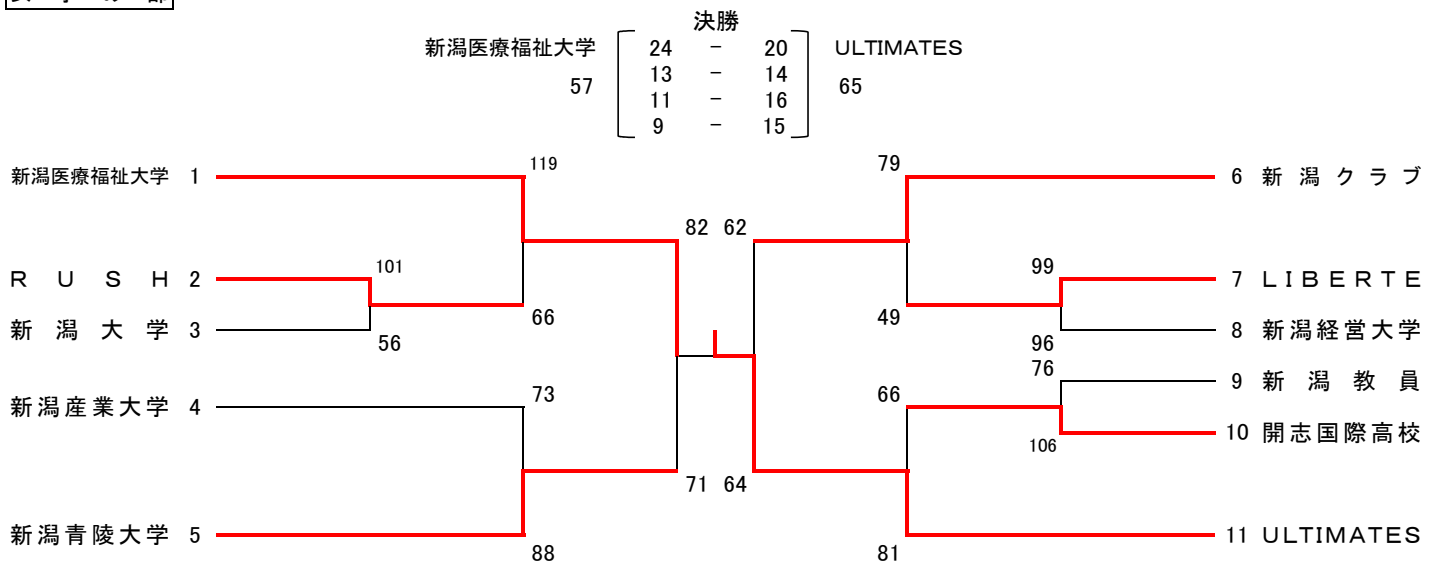 決勝
新潟医療福祉大学 24 － 20 ULTIMATES
13 － 14
57 65
11 － 16
9 － 15
新潟医療福祉大学 1 119 79 6 新潟クラブ
82 62
RUSH 2 101 99 7 LIBERTE
66 49
新潟大学 3 56 96 8 新潟経営大学
76 9 新潟教員
新潟産業大学 4 73 66
106 10 開志国際高校
71 64
新潟青陵大学 5 88 81 11 ULTIMATES